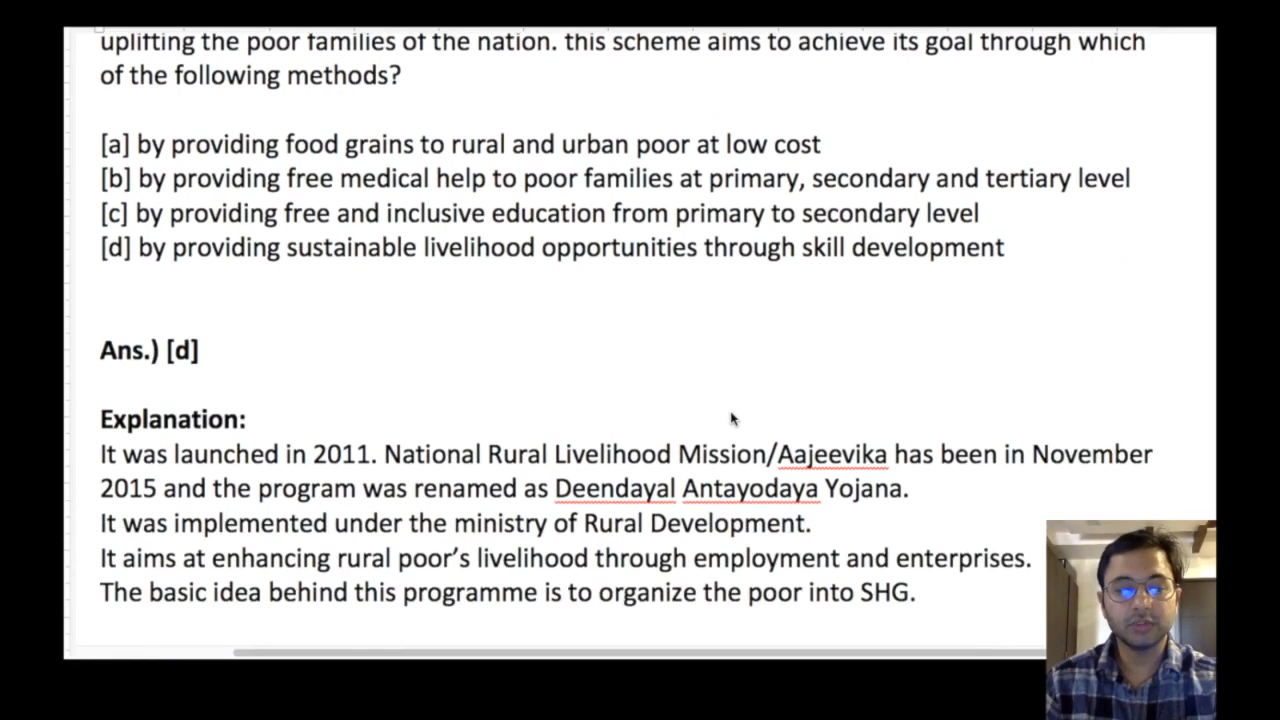 uplifting the poor families of the nation. this scheme aims to achieve its goal through which
of the following methods?
[a] by providing food grains to rural and urban poor at low cost
[b] by providing free medical help to poor families at primary, secondary and tertiary level
[c] by providing free and inclusive education from primary to secondary level
[d] by providing sustainable livelihood opportunities through skill development
Ans.) [d]
Explanation:
It was launched in 2011. National Rural Livelihood Mission/Aajeevika has been in November
2015 and the program was renamed as Deendayal Antayodaya Yojana.
It was implemented under the ministry of Rural Development.
It aims at enhancing rural poor’s livelihood through employment and enterprises.
The basic idea behind this programme is to organize the poor into SHG.